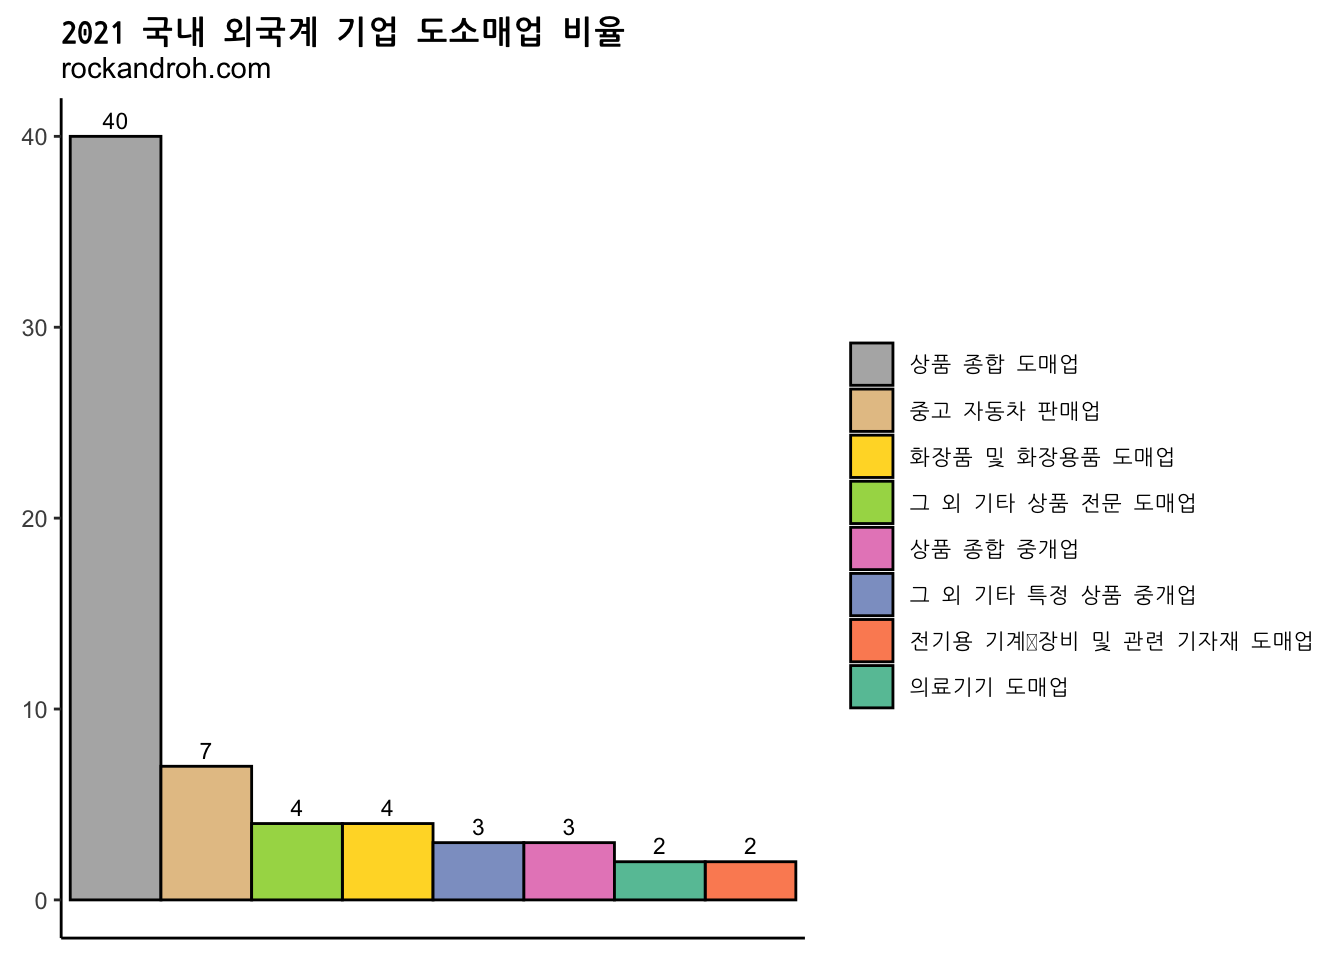 2021 국내 외국계 기업 도소매업 비율
rockandroh.com
40
30
20
10
0
40
7
4
4
3
3
2
2
상품 종합 도매업
중고 자동차 판매업
화장품 및 화장용품 도매업
그 외 기타 상품 전문 도매업
상품 종합 중개업
그 외 기타 특정 상품 중개업
전기용 기계장비 및 관련 기자재 도매업
의료기기 도매업